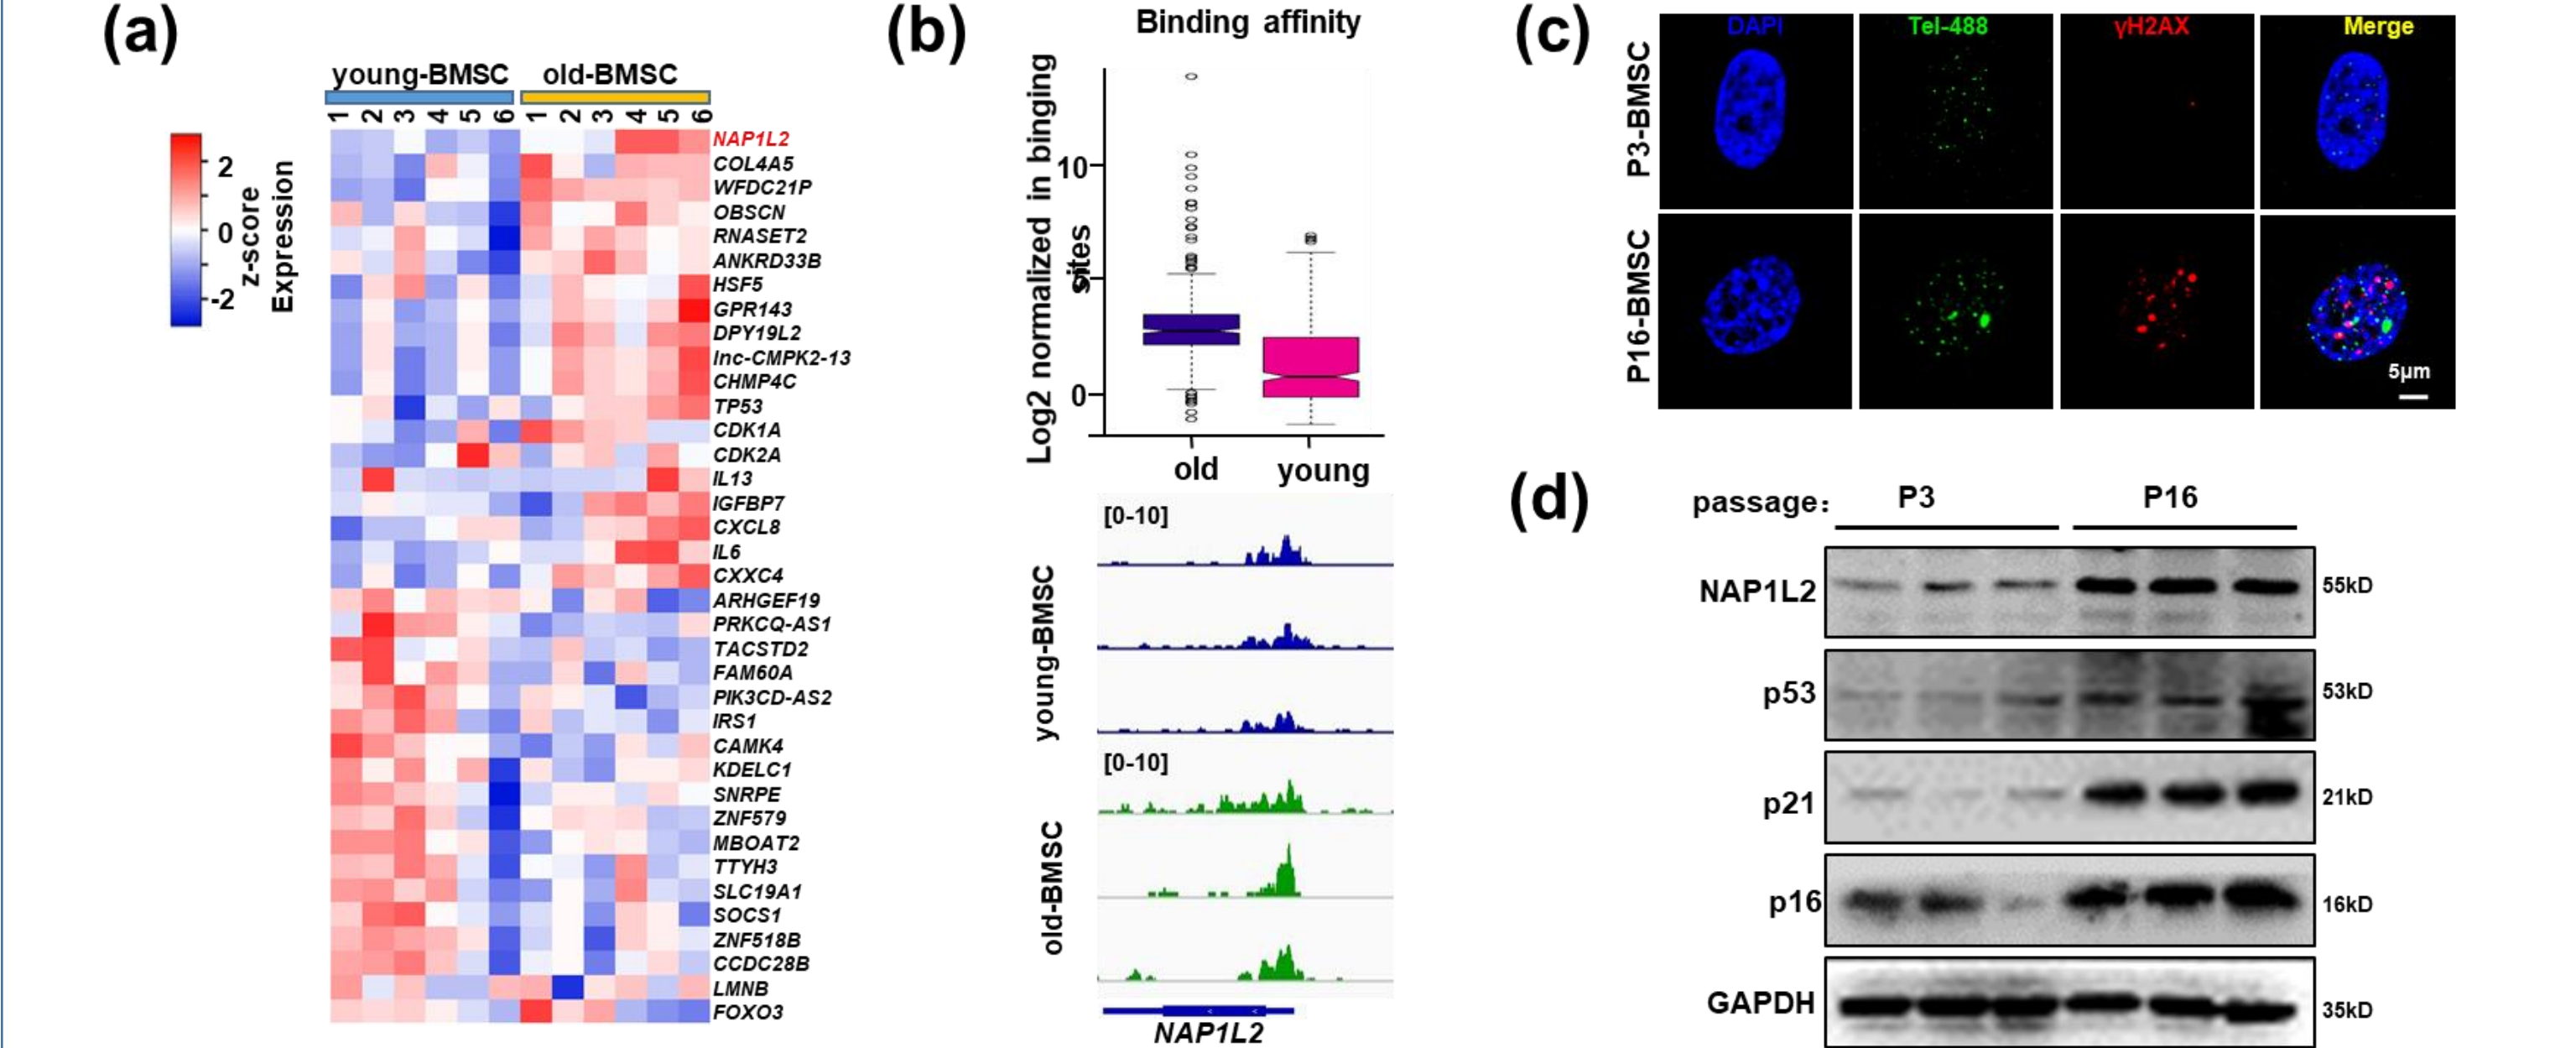 (a)
young-BMSC old-BMSC
1 2 3 4 5 6 1 2 3 4 5 6
2
0
-2
z-score
Expression
NAP1L2
COL4A5
WFDC21P
OBSCN
RNASET2
ANKRD33B
HSF5
GPR143
DPY19L2
lnc-CMPK2-13
CHMP4C
TP53
CDK1A
CDK2A
IL13
IGFBP7
CXCL8
IL6
CXXC4
ARHGEF19
PRKCQ-AS1
TACSTD2
FAM60A
PIK3CD-AS2
IRS1
CAMK4
KDELC1
SNRPE
ZNF579
MBOAT2
TTYH3
SLC19A1
SOCS1
ZNF518B
CCDC28B
LMNB
FOXO3
(b)
Binding affinity
Log2 normalized in binging
sites
10
5
0
old young
[0-10]
young-BMSC
[0-10]
old-BMSC
NAP1L2
(c)
DAPI Tel-488 γH2AX Merge
P3-BMSC
P16-BMSC
5μm
(d)
passage: P3 P16
NAP1L2 55kD
p53 53kD
p21 21kD
p16 16kD
GAPDH 35kD